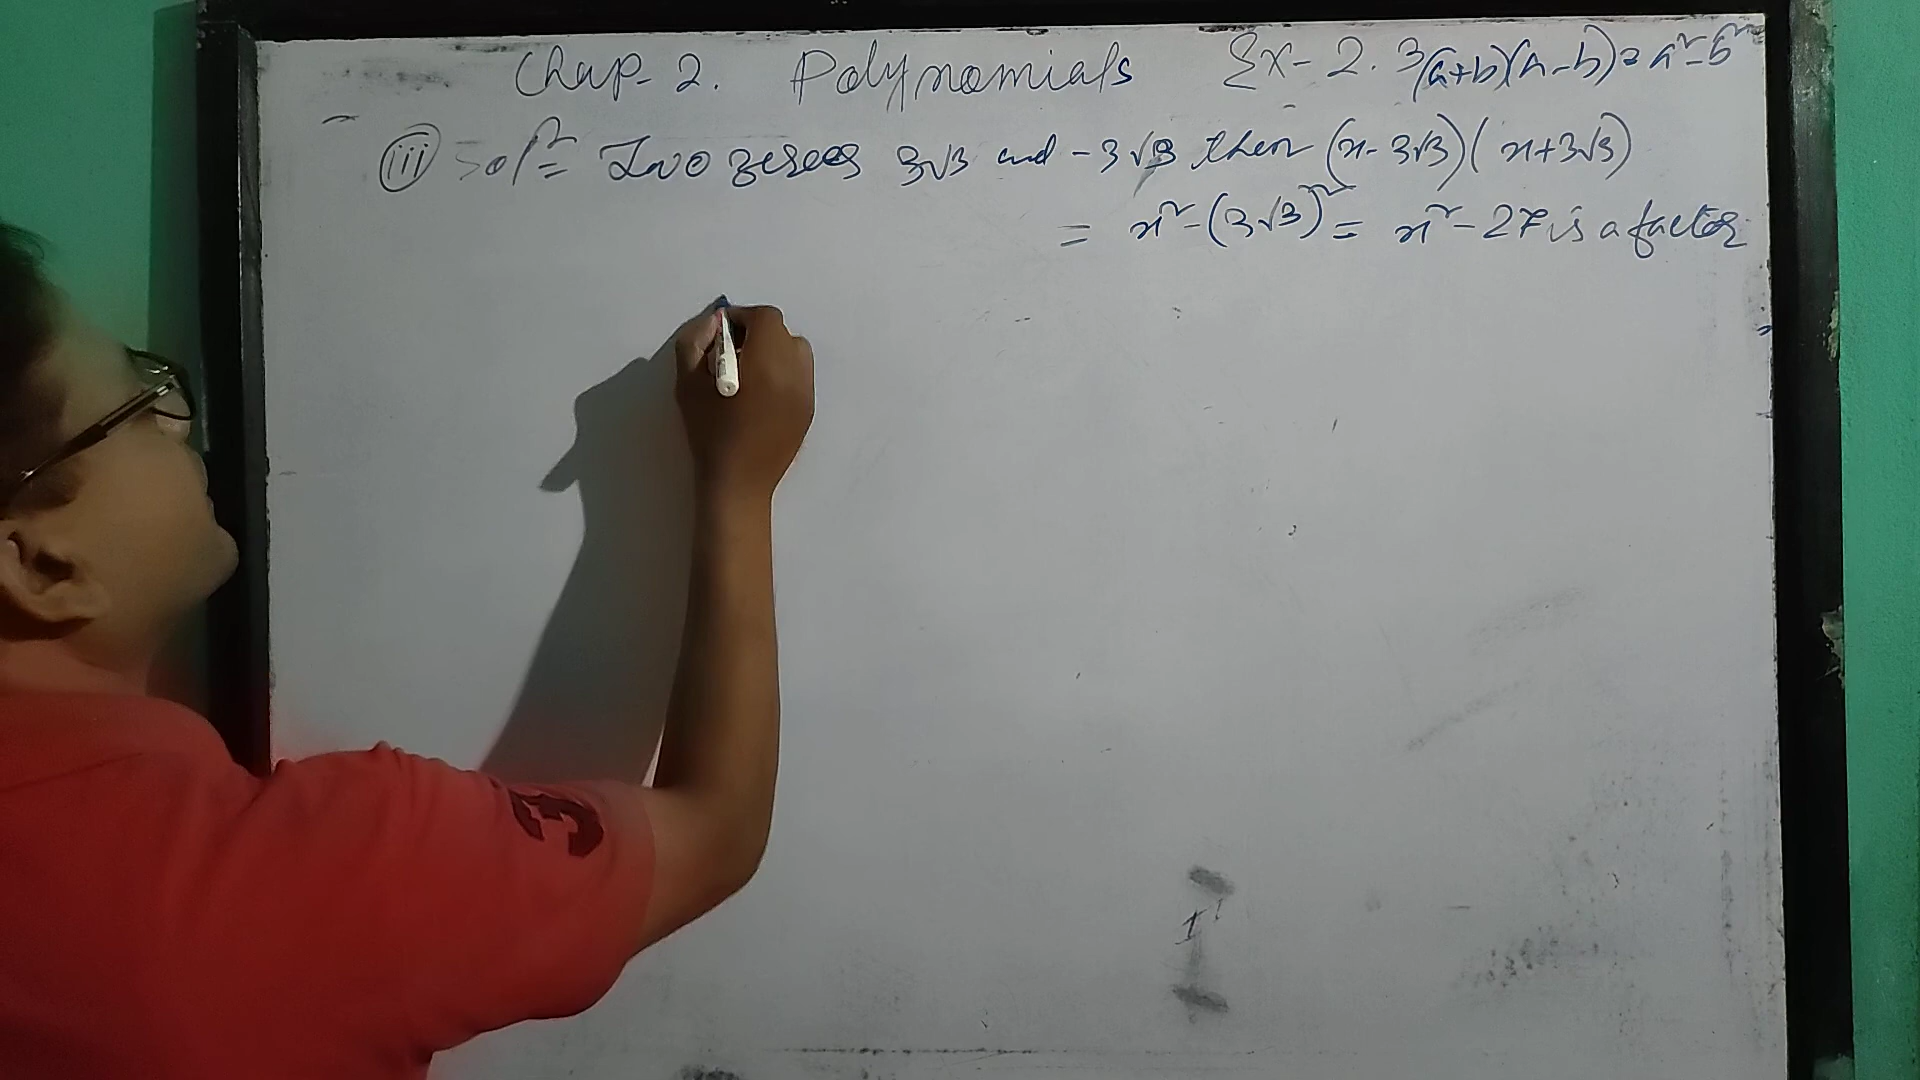 Chap-2. Polynomials Ex-2.3 (a+b)(a-b)=a²-b²
(iii) Solⁿ= Two zeroes 3√3 and -3√3 then (x-3√3)(x+3√3)
= x²-(3√3)² = x²-27 is a factor